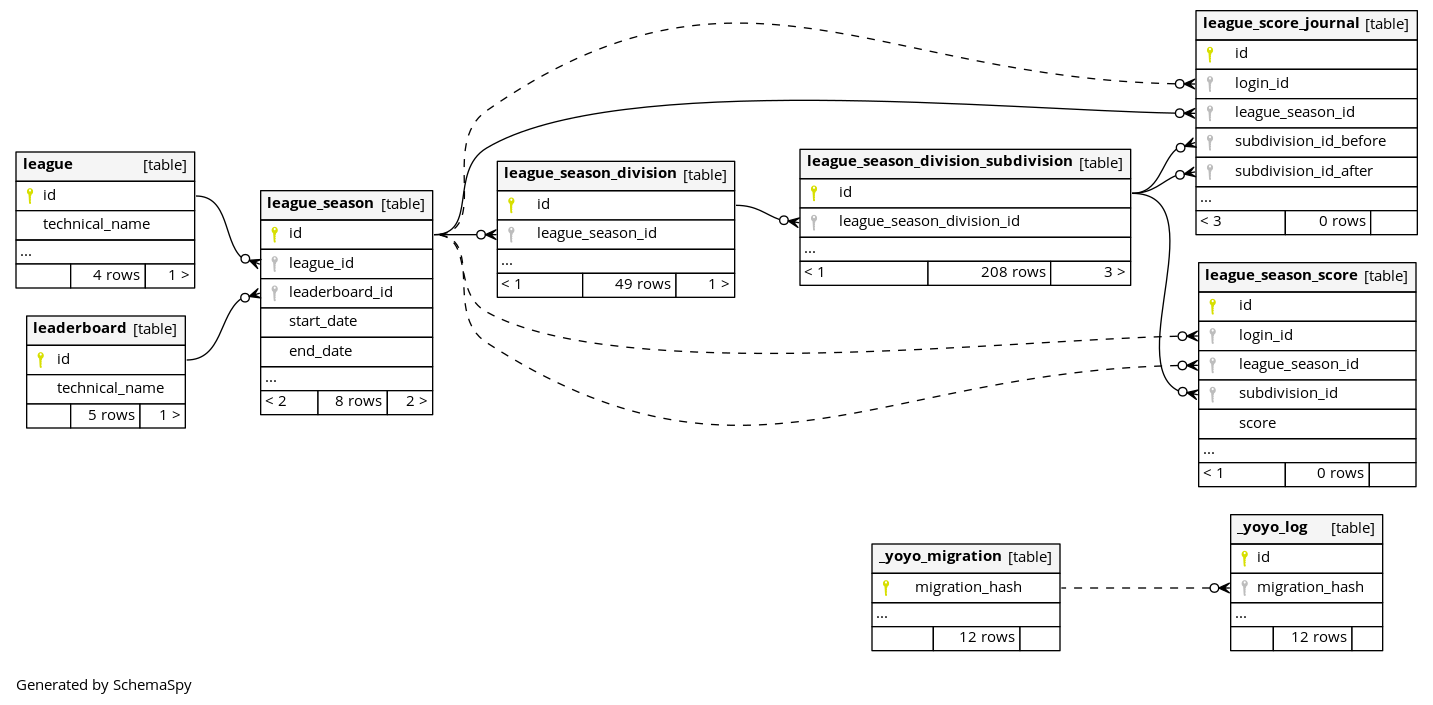 league [table]
id
technical_name
...
4 rows 1 >
leaderboard [table]
id
technical_name
5 rows 1 >
league_season [table]
id
league_id
leaderboard_id
start_date
end_date
...
< 2 8 rows 2 >
league_season_division [table]
id
league_season_id
...
< 1 49 rows 1 >
league_season_division_subdivision [table]
id
league_season_division_id
...
< 1 208 rows 3 >
league_score_journal [table]
id
login_id
league_season_id
subdivision_id_before
subdivision_id_after
...
< 3 0 rows
league_season_score [table]
id
login_id
league_season_id
subdivision_id
score
...
< 1 0 rows
_yoyo_migration [table]
migration_hash
...
12 rows
_yoyo_log [table]
id
migration_hash
...
12 rows
Generated by SchemaSpy